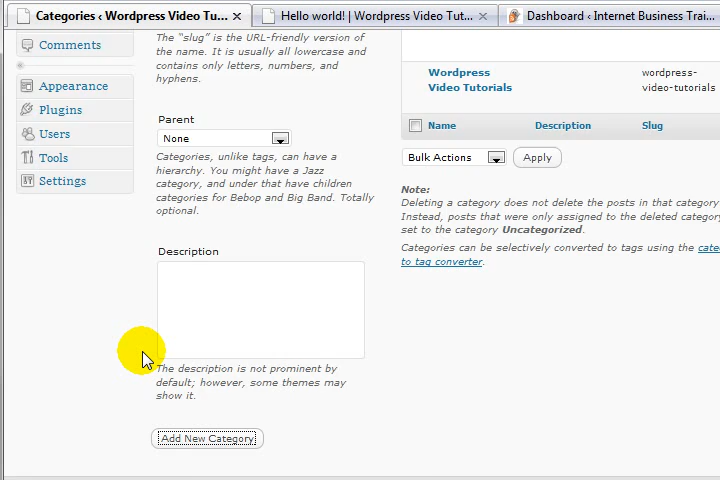 Categories ‹ Wordpress Video Tu...
Hello world! | Wordpress Video Tut...
Dashboard ‹ Internet Business Trai...
Comments
Appearance
Plugins
Users
Tools
Settings
The “slug” is the URL-friendly version of
the name. It is usually all lowercase and
contains only letters, numbers, and
hyphens.
Parent
None
Categories, unlike tags, can have a
hierarchy. You might have a Jazz
category, and under that have children
categories for Bebop and Big Band. Totally
optional.
Description
The description is not prominent by
default; however, some themes may
show it.
Add New Category
Wordpress
Video Tutorials
wordpress-
video-tutorials
Name Description Slug
Bulk Actions Apply
Note:
Deleting a category does not delete the posts in that category
Instead, posts that were only assigned to the deleted category
set to the category Uncategorized.
Categories can be selectively converted to tags using the cate
to tag converter.